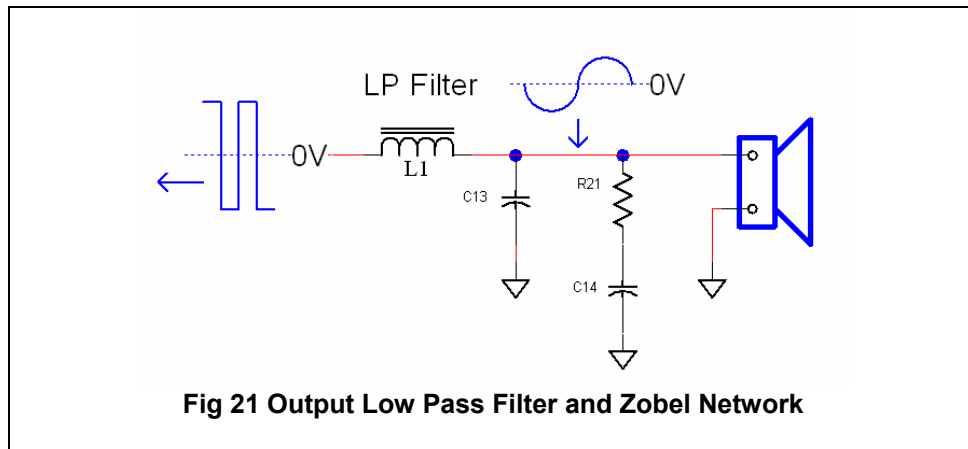 LP Filter
0V
0V
L1
C13
R21
C14
Fig 21 Output Low Pass Filter and Zobel Network